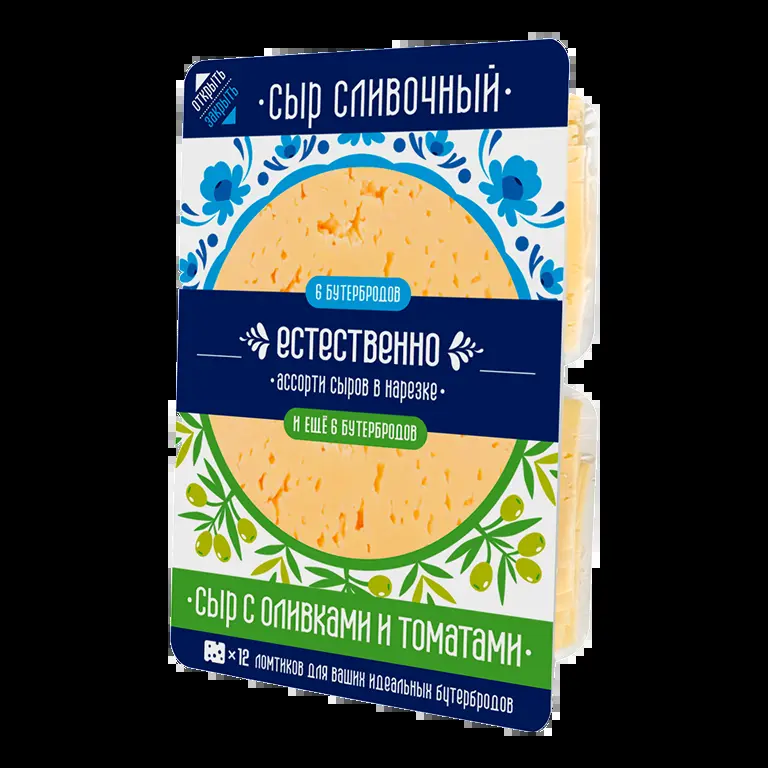 ОТКРЫТЬ
ЗАКРЫТЬ
·СЫР СЛИВОЧНЫЙ·
6 БУТЕРБРОДОВ
ЕСТЕСТВЕННО
·АССОРТИ СЫРОВ В НАРЕЗКЕ·
И ЕЩЁ 6 БУТЕРБРОДОВ
·СЫР С ОЛИВКАМИ И ТОМАТАМИ·
×12 ЛОМТИКОВ ДЛЯ ВАШИХ ИДЕАЛЬНЫХ БУТЕРБРОДОВ